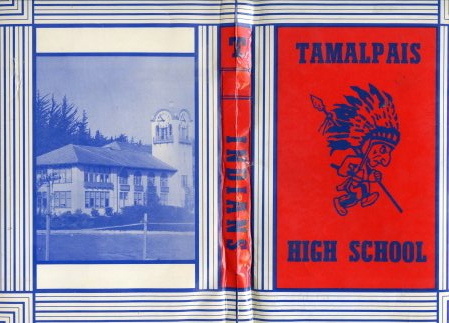 T
INDIANS
TAMALPAIS
HIGH SCHOOL